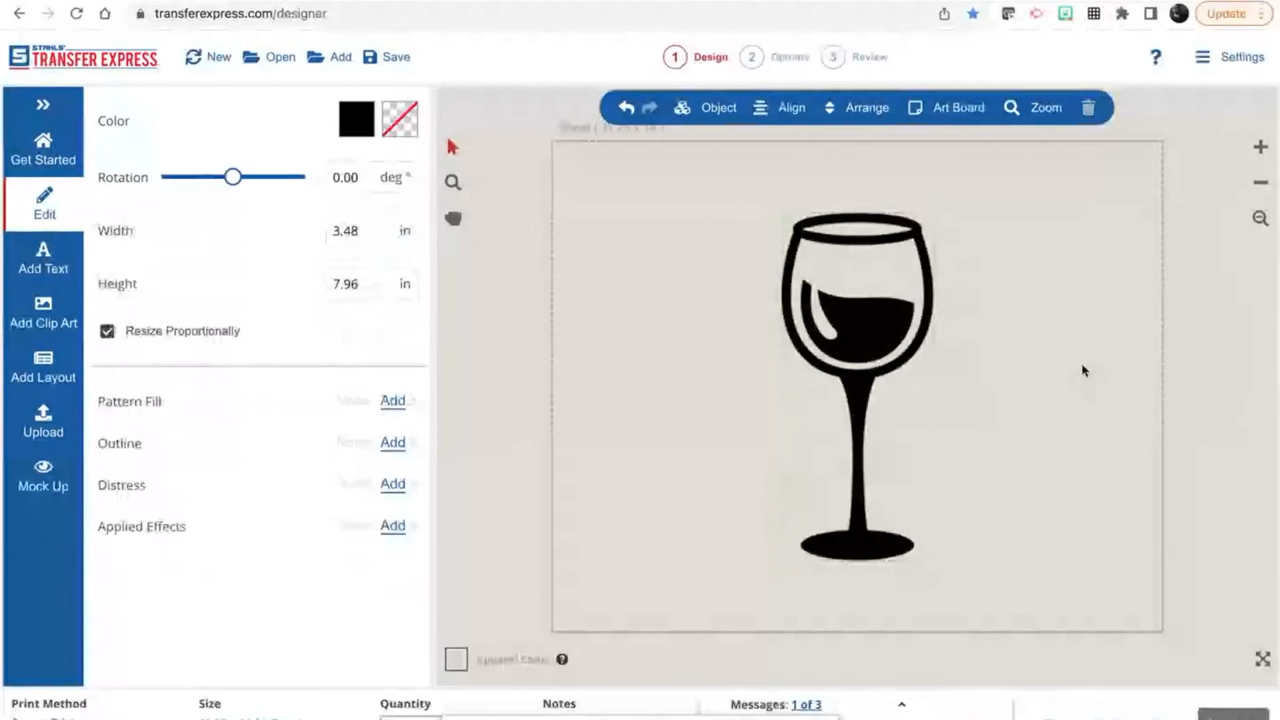 transferexpress.com/designer
Update
STAHLS'
TRANSFER EXPRESS
New
Open
Add
Save
1 Design
2 Options
3 Review
?
Settings
Get Started
Edit
Add Text
Add Clip Art
Add Layout
Upload
Mock Up
Color
Rotation 0.00 deg °
Width 3.48 in
Height 7.96 in
Resize Proportionally
Pattern Fill Add
Outline Add
Distress Add
Applied Effects Add
Object
Align
Arrange
Art Board
Zoom
Print Method
Size
Quantity
Notes
Messages: 1 of 3